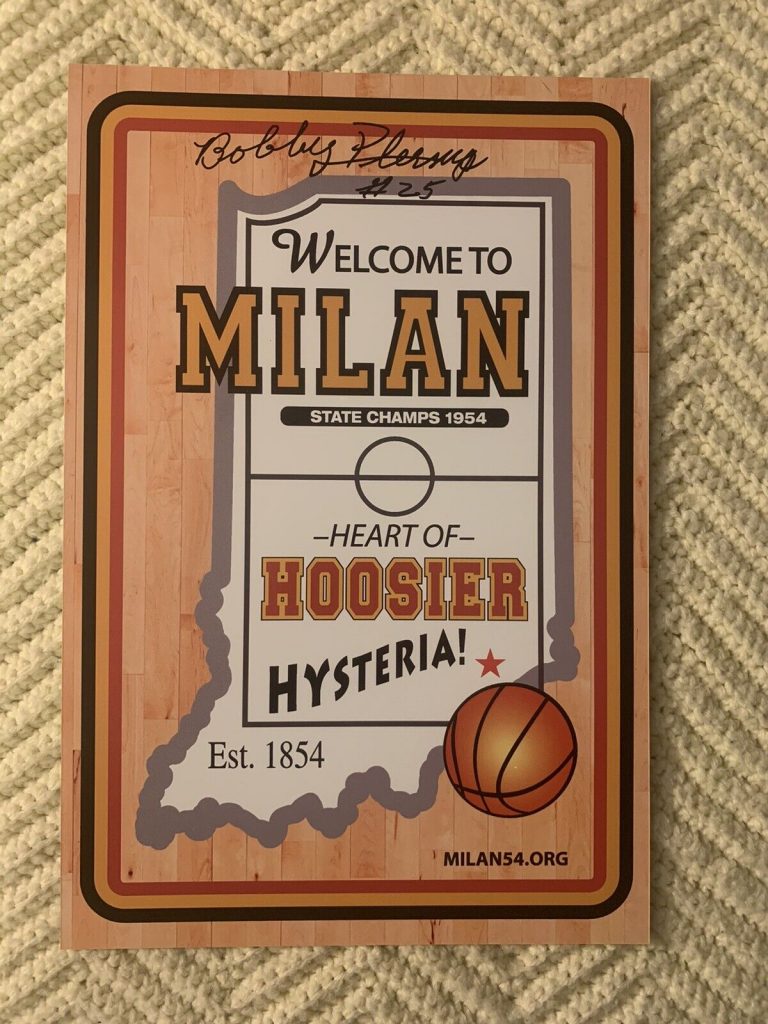 Bobby Plump
#25
WELCOME TO
MILAN
STATE CHAMPS 1954
–HEART OF–
HOOSIER
HYSTERIA!
Est. 1854
MILAN54.ORG